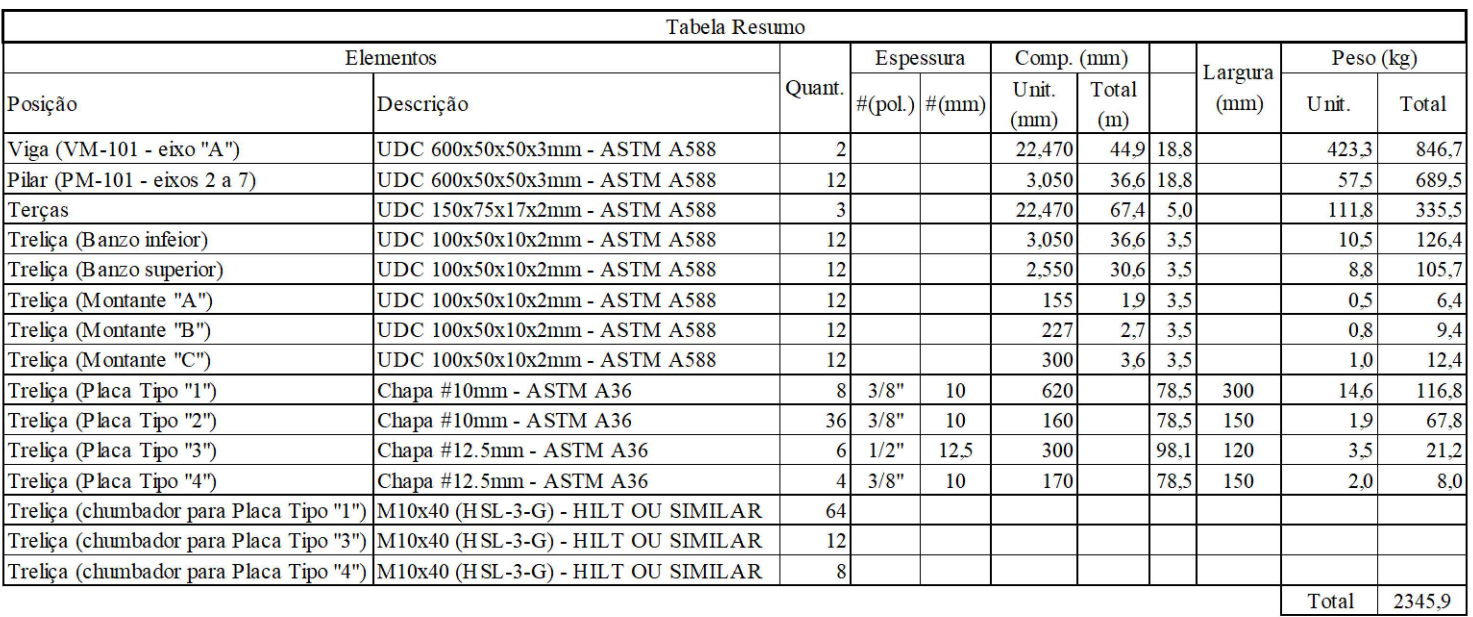 Tabela Resumo
Elementos Quant. Espessura Comp. (mm) Largura (mm) Peso (kg)
Posição Descrição #(pol.) #(mm) Unit. (mm) Total (m) Unit. Total
Viga (VM-101 - eixo "A") UDC 600x50x50x3mm - ASTM A588 2 22,470 44,9 18,8 423,3 846,7
Pilar (PM-101 - eixos 2 a 7) UDC 600x50x50x3mm - ASTM A588 12 3,050 36,6 18,8 57,5 689,5
Terças UDC 150x75x17x2mm - ASTM A588 3 22,470 67,4 5,0 111,8 335,5
Treliça (Banzo infeior) UDC 100x50x10x2mm - ASTM A588 12 3,050 36,6 3,5 10,5 126,4
Treliça (Banzo superior) UDC 100x50x10x2mm - ASTM A588 12 2,550 30,6 3,5 8,8 105,7
Treliça (Montante "A") UDC 100x50x10x2mm - ASTM A588 12 155 1,9 3,5 0,5 6,4
Treliça (Montante "B") UDC 100x50x10x2mm - ASTM A588 12 227 2,7 3,5 0,8 9,4
Treliça (Montante "C") UDC 100x50x10x2mm - ASTM A588 12 300 3,6 3,5 1,0 12,4
Treliça (Placa Tipo "1") Chapa #10mm - ASTM A36 8 3/8" 10 620 78,5 300 14,6 116,8
Treliça (Placa Tipo "2") Chapa #10mm - ASTM A36 36 3/8" 10 160 78,5 150 1,9 67,8
Treliça (Placa Tipo "3") Chapa #12.5mm - ASTM A36 6 1/2" 12,5 300 98,1 120 3,5 21,2
Treliça (Placa Tipo "4") Chapa #12.5mm - ASTM A36 4 3/8" 10 170 78,5 150 2,0 8,0
Treliça (chumbador para Placa Tipo "1") M10x40 (HSL-3-G) - HILT OU SIMILAR 64
Treliça (chumbador para Placa Tipo "3") M10x40 (HSL-3-G) - HILT OU SIMILAR 12
Treliça (chumbador para Placa Tipo "4") M10x40 (HSL-3-G) - HILT OU SIMILAR 8
Total 2345,9